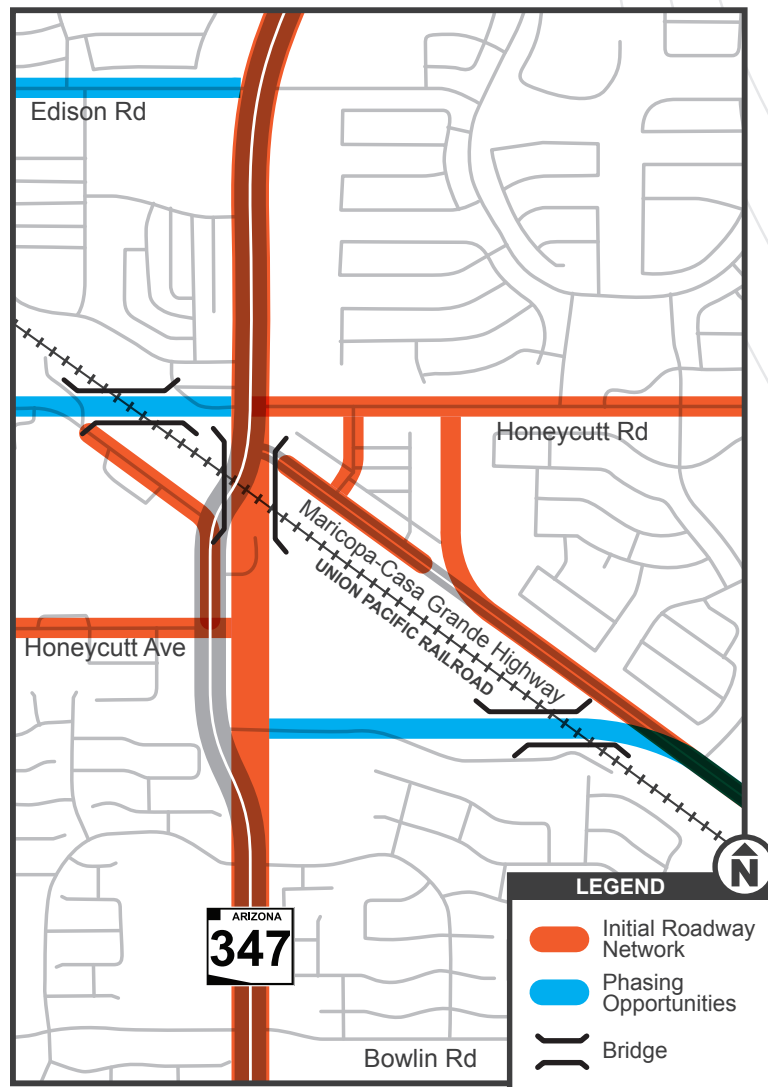 Edison Rd
Honeycutt Rd
Maricopa-Casa Grande Highway
UNION PACIFIC RAILROAD
Honeycutt Ave
ARIZONA
347
Bowlin Rd
N
LEGEND
Initial Roadway
Network
Phasing
Opportunities
Bridge